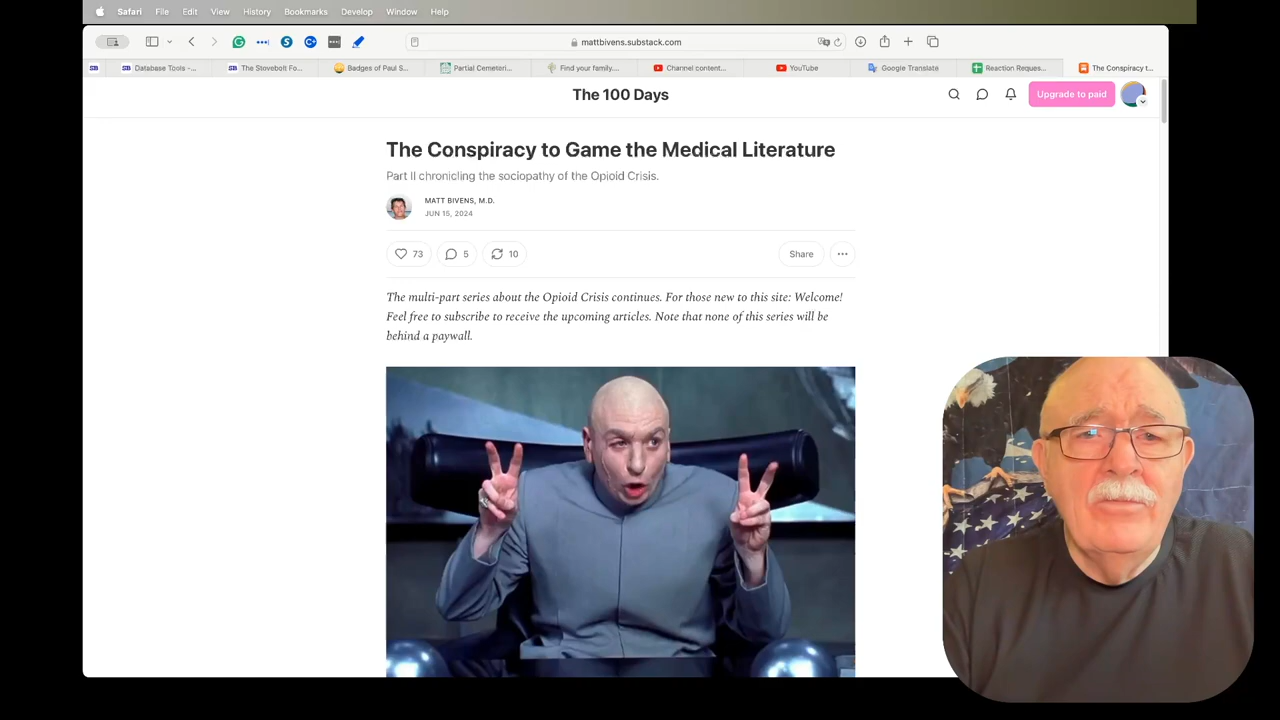 Safari File Edit View History Bookmarks Develop Window Help
mattbivens.substack.com
SB SB Database Tools -... SB The Stovebolt Fo... Badges of Paul S... Partial Cemeteri... Find your family.... Channel content... YouTube Google Translate Reaction Reques... The Conspiracy t...
The 100 Days
Upgrade to paid
The Conspiracy to Game the Medical Literature
Part II chronicling the sociopathy of the Opioid Crisis.
MATT BIVENS, M.D.
JUN 15, 2024
73 5 10 Share
The multi-part series about the Opioid Crisis continues. For those new to this site: Welcome!
Feel free to subscribe to receive the upcoming articles. Note that none of this series will be
behind a paywall.